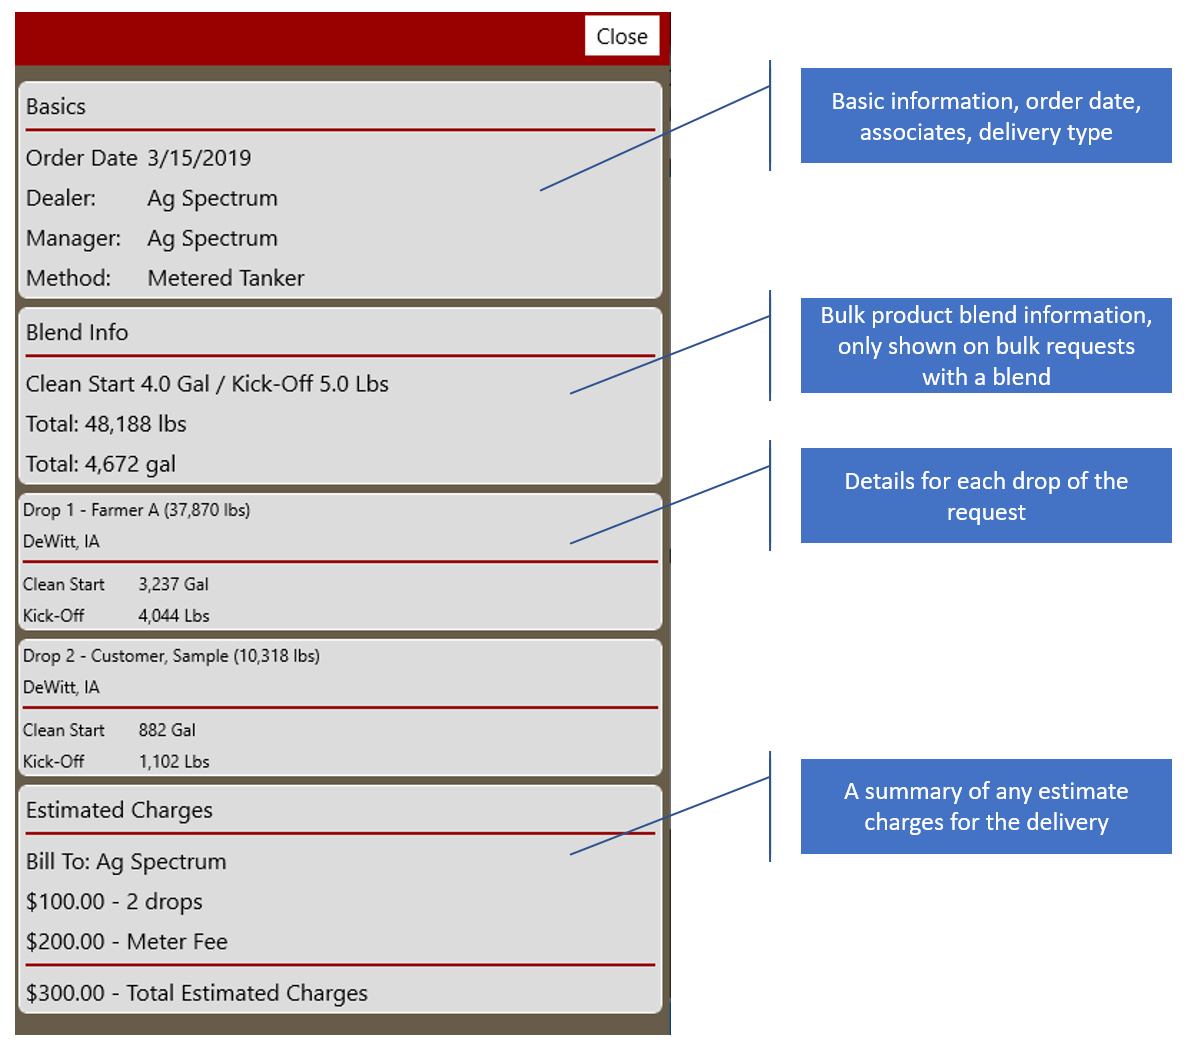 Close
Basics
Order Date 3/15/2019
Dealer: Ag Spectrum
Manager: Ag Spectrum
Method: Metered Tanker
Blend Info
Clean Start 4.0 Gal / Kick-Off 5.0 Lbs
Total: 48,188 lbs
Total: 4,672 gal
Drop 1 - Farmer A (37,870 lbs)
DeWitt, IA
Clean Start 3,237 Gal
Kick-Off 4,044 Lbs
Drop 2 - Customer, Sample (10,318 lbs)
DeWitt, IA
Clean Start 882 Gal
Kick-Off 1,102 Lbs
Estimated Charges
Bill To: Ag Spectrum
$100.00 - 2 drops
$200.00 - Meter Fee
$300.00 - Total Estimated Charges
Basic information, order date,
associates, delivery type
Bulk product blend information,
only shown on bulk requests
with a blend
Details for each drop of the
request
A summary of any estimate
charges for the delivery